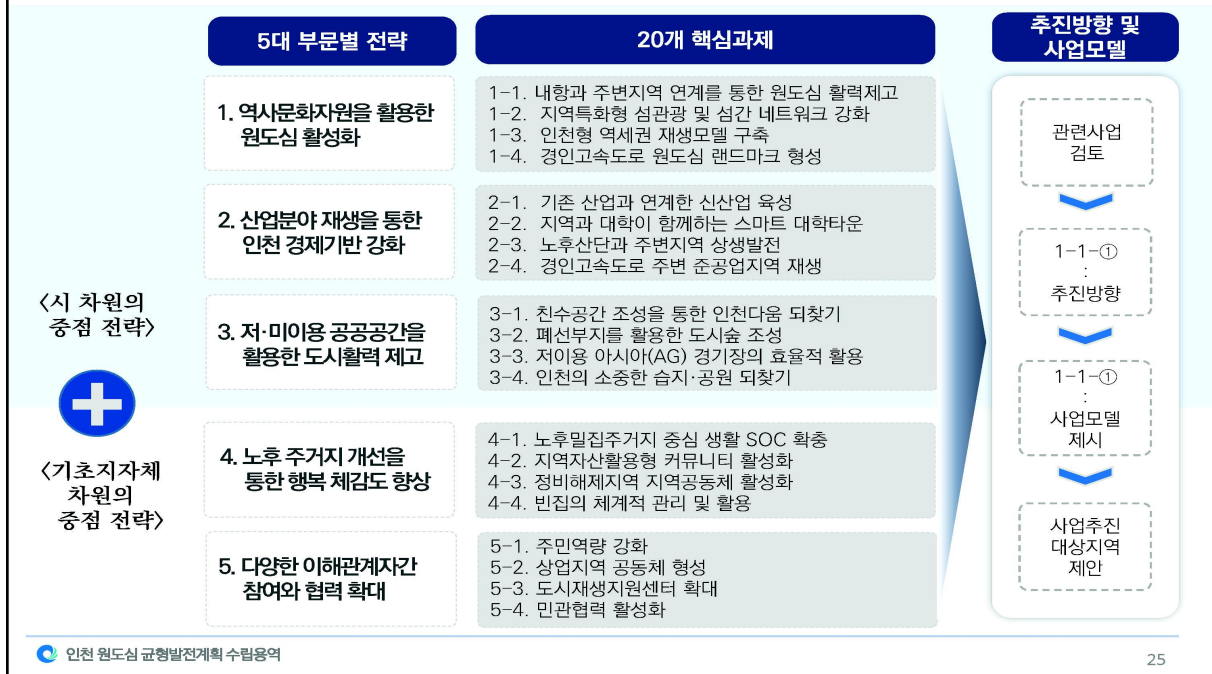 5대 부문별 전략
20개 핵심과제
추진방향 및
사업모델
<시 차원의
중점 전략>
<기초지자체
차원의
중점 전략>
1. 역사문화자원을 활용한
원도심 활성화
1-1. 내항과 주변지역 연계를 통한 원도심 활력제고
1-2. 지역특화형 섬관광 및 섬간 네트워크 강화
1-3. 인천형 역세권 재생모델 구축
1-4. 경인고속도로 원도심 랜드마크 형성
2. 산업분야 재생을 통한
인천 경제기반 강화
2-1. 기존 산업과 연계한 신산업 육성
2-2. 지역과 대학이 함께하는 스마트 대학타운
2-3. 노후산단과 주변지역 상생발전
2-4. 경인고속도로 주변 준공업지역 재생
3. 저·미이용 공공공간을
활용한 도시활력 제고
3-1. 친수공간 조성을 통한 인천다움 되찾기
3-2. 폐선부지를 활용한 도시숲 조성
3-3. 저이용 아시아(AG) 경기장의 효율적 활용
3-4. 인천의 소중한 습지·공원 되찾기
4. 노후 주거지 개선을
통한 행복 체감도 향상
4-1. 노후밀집주거지 중심 생활 SOC 확충
4-2. 지역자산활용형 커뮤니티 활성화
4-3. 정비해제지역 지역공동체 활성화
4-4. 빈집의 체계적 관리 및 활용
5. 다양한 이해관계자간
참여와 협력 확대
5-1. 주민역량 강화
5-2. 상업지역 공동체 형성
5-3. 도시재생지원센터 확대
5-4. 민관협력 활성화
관련사업
검토
1-1-①
:
추진방향
1-1-①
:
사업모델
제시
사업추진
대상지역
제안
인천 원도심 균형발전계획 수립용역
25